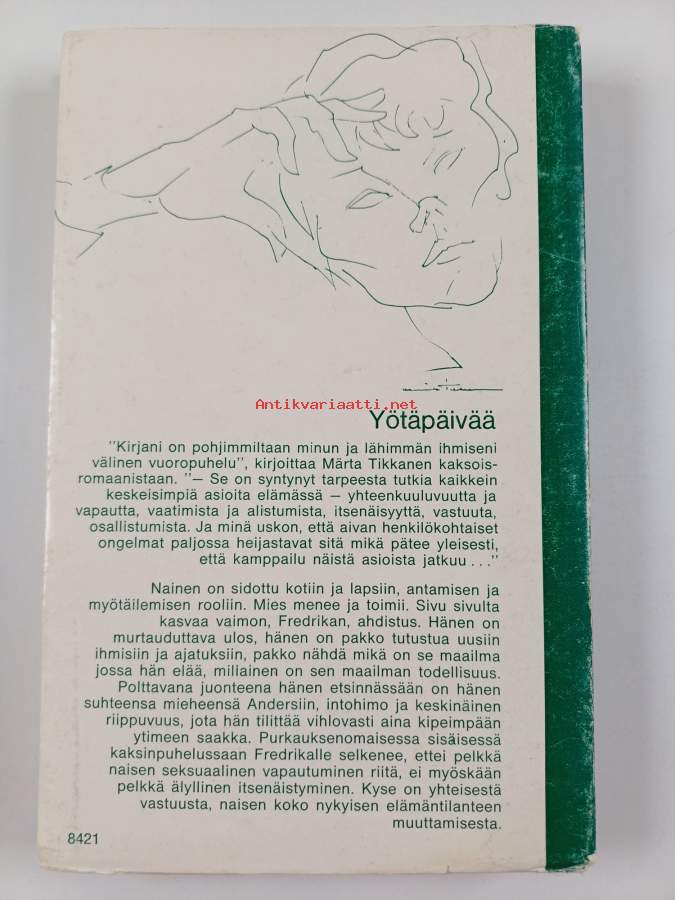 Antikvariaatti.net
Yötäpäivää
"Kirjani on pohjimmiltaan minun ja lähimmän ihmiseni
välinen vuoropuhelu", kirjoittaa Märta Tikkanen kaksois-
romaanistaan. "— Se on syntynyt tarpeesta tutkia kaikkein
keskeisimpiä asioita elämässä — yhteenkuuluvuutta ja
vapautta, vaatimista ja alistumista, itsenäisyyttä, vastuuta,
osallistumista. Ja minä uskon, että aivan henkilökohtaiset
ongelmat paljossa heijastavat sitä mikä pätee yleisesti,
että kamppailu näistä asioista jatkuu . . ."
Nainen on sidottu kotiin ja lapsiin, antamisen ja
myötäilemisen rooliin. Mies menee ja toimii. Sivu sivulta
kasvaa vaimon, Fredrikan, ahdistus. Hänen on
murtauduttava ulos, hänen on pakko tutustua uusiin
ihmisiin ja ajatuksiin, pakko nähdä mikä on se maailma
jossa hän elää, millainen on sen maailman todellisuus.
Polttavana juonteena hänen etsinnässään on hänen
suhteensa mieheensä Andersiin, intohimo ja keskinäinen
riippuvuus, jota hän tilittää vihlovasti aina kipeimpään
ytimeen saakka. Purkauksenomaisessa sisäisessä
kaksinpuhelussaan Fredrikalle selkenee, ettei pelkkä
naisen seksuaalinen vapautuminen riitä, ei myöskään
pelkkä älyllinen itsenäistyminen. Kyse on yhteisestä
vastuusta, naisen koko nykyisen elämäntilanteen
muuttamisesta.
8421